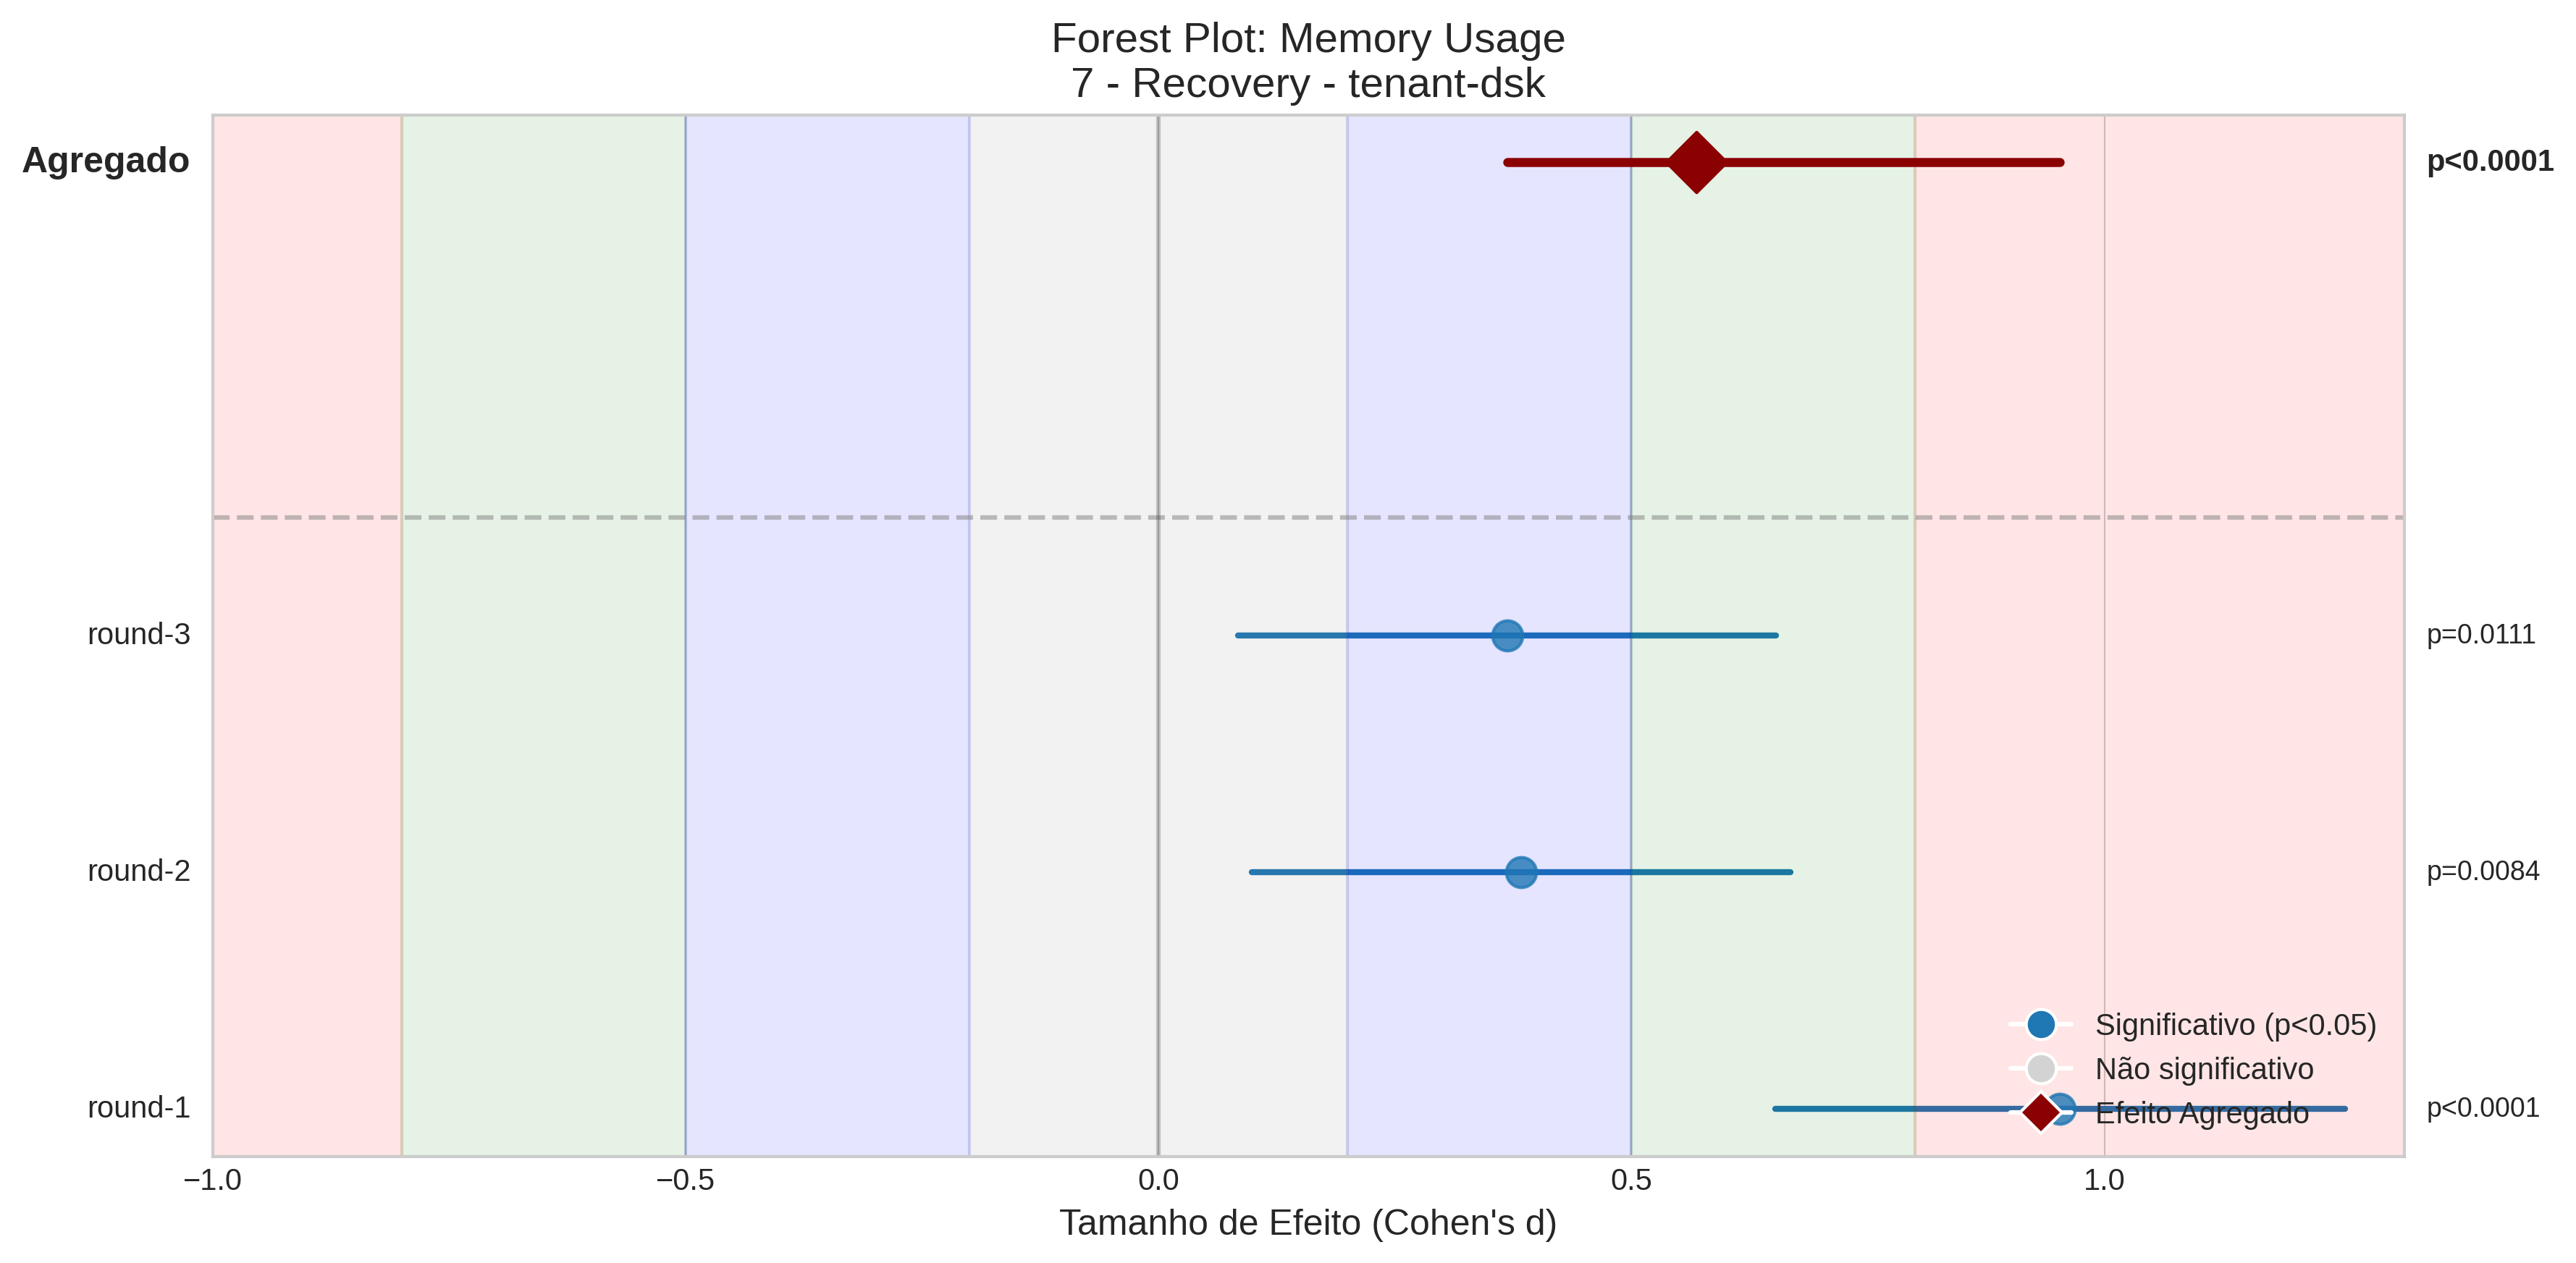 Forest Plot: Memory Usage
7 - Recovery - tenant-dsk
Agregado
p<0.0001
round-3
p=0.0111
round-2
p=0.0084
Significativo (p<0.05)
Não significativo
Efeito Agregado
round-1
p<0.0001
−1.0
−0.5
0.0
0.5
1.0
Tamanho de Efeito (Cohen's d)